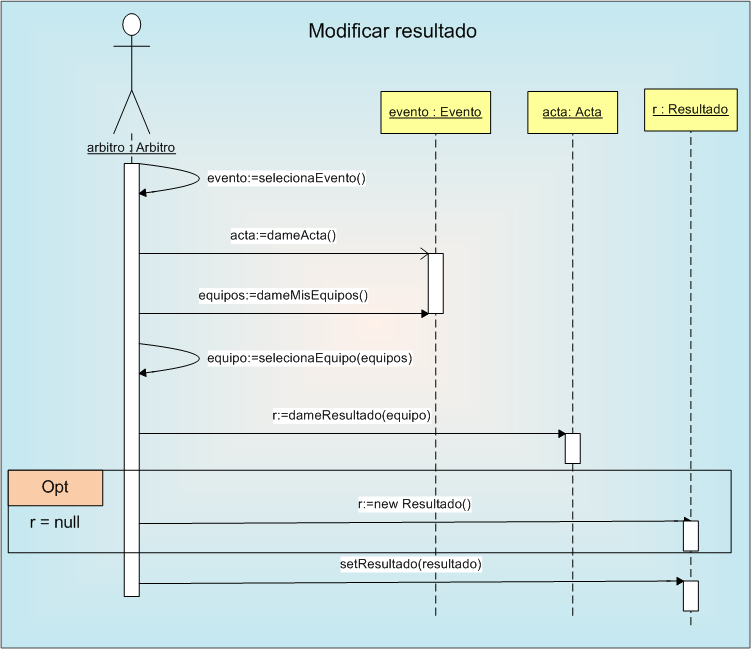 Modificar resultado
evento : Evento
acta: Acta
r : Resultado
arbitro : Arbitro
evento:=selecionaEvento()
acta:=dameActa()
equipos:=dameMisEquipos()
equipo:=selecionaEquipo(equipos)
r:=dameResultado(equipo)
Opt
r:=new Resultado()
r = null
setResultado(resultado)